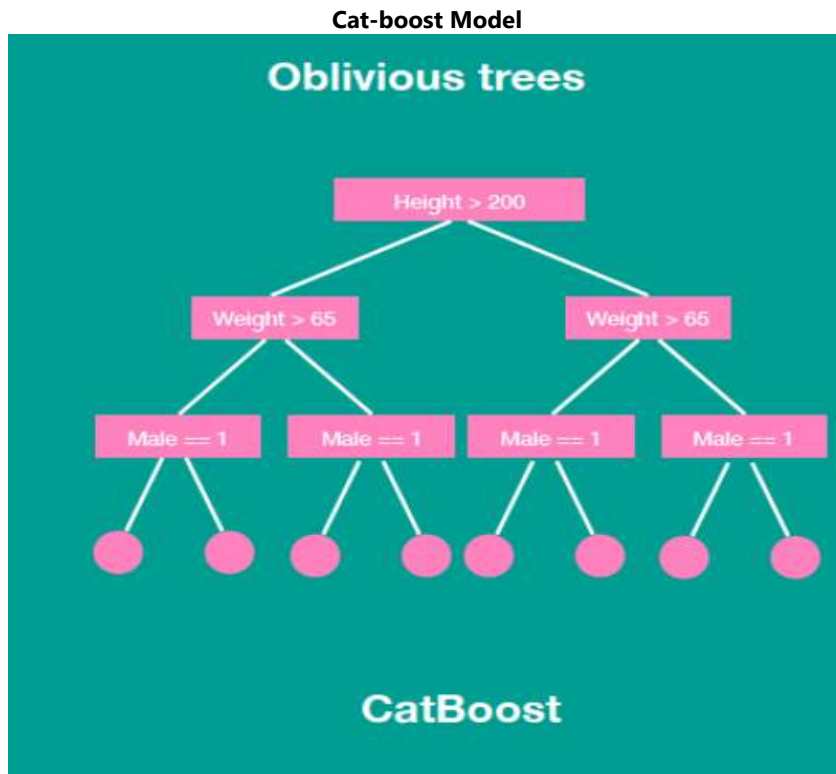 Cat-boost Model
Oblivious trees
Height > 200
Weight > 65 Weight > 65
Male == 1 Male == 1 Male == 1 Male == 1
CatBoost